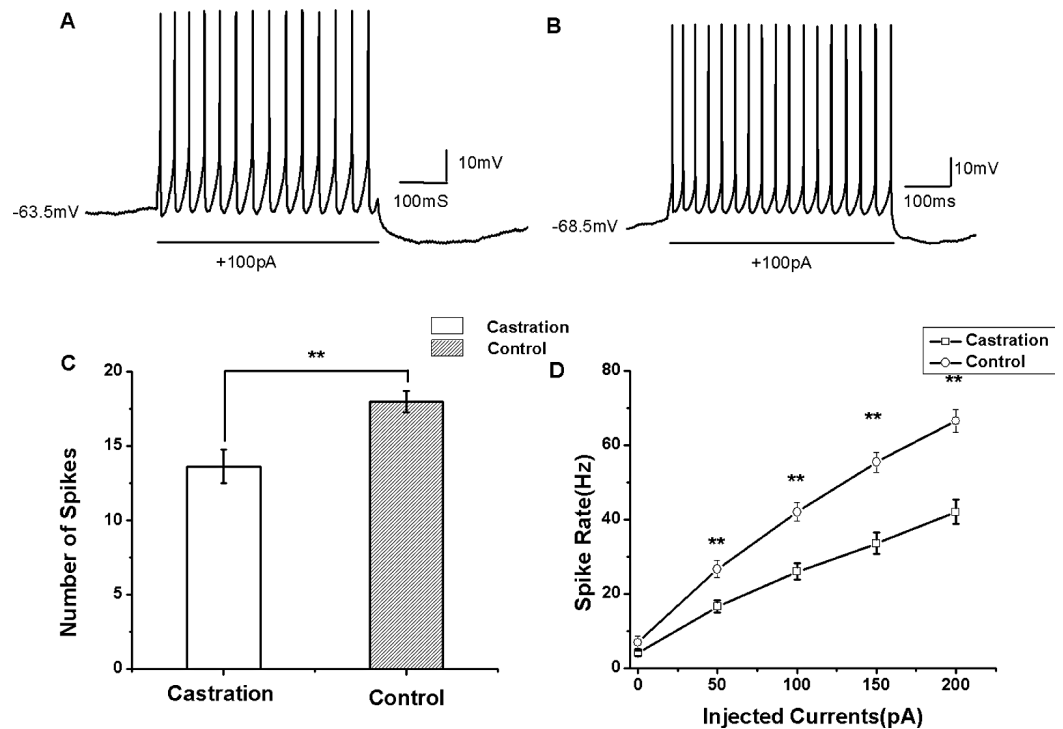 A
10mV
100mS
-63.5mV
+100pA
B
10mV
100ms
-68.5mV
+100pA
C
Castration
Control
**
20
15
10
5
0
Number of Spikes
Castration
Control
D
Castration
Control
80
60
40
20
0
Spike Rate(Hz)
**
**
**
**
0 50 100 150 200
Injected Currents(pA)